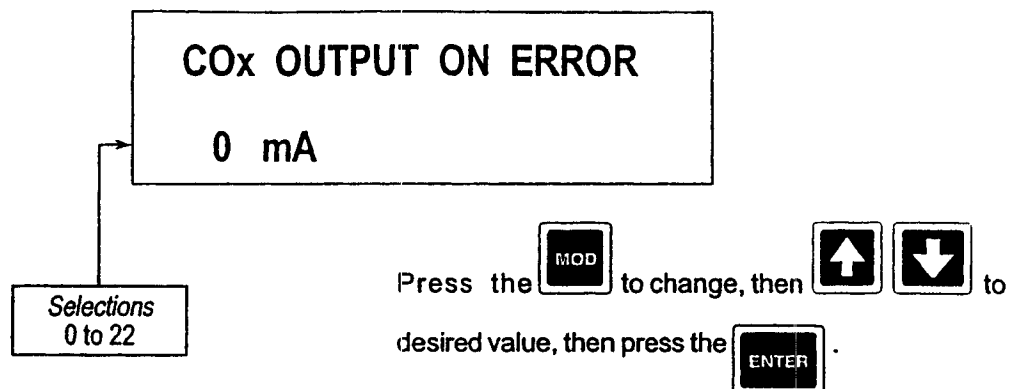 COx OUTPUT ON ERROR
0 mA
Selections
0 to 22
Press the MOD to change, then to
desired value, then press the ENTER .